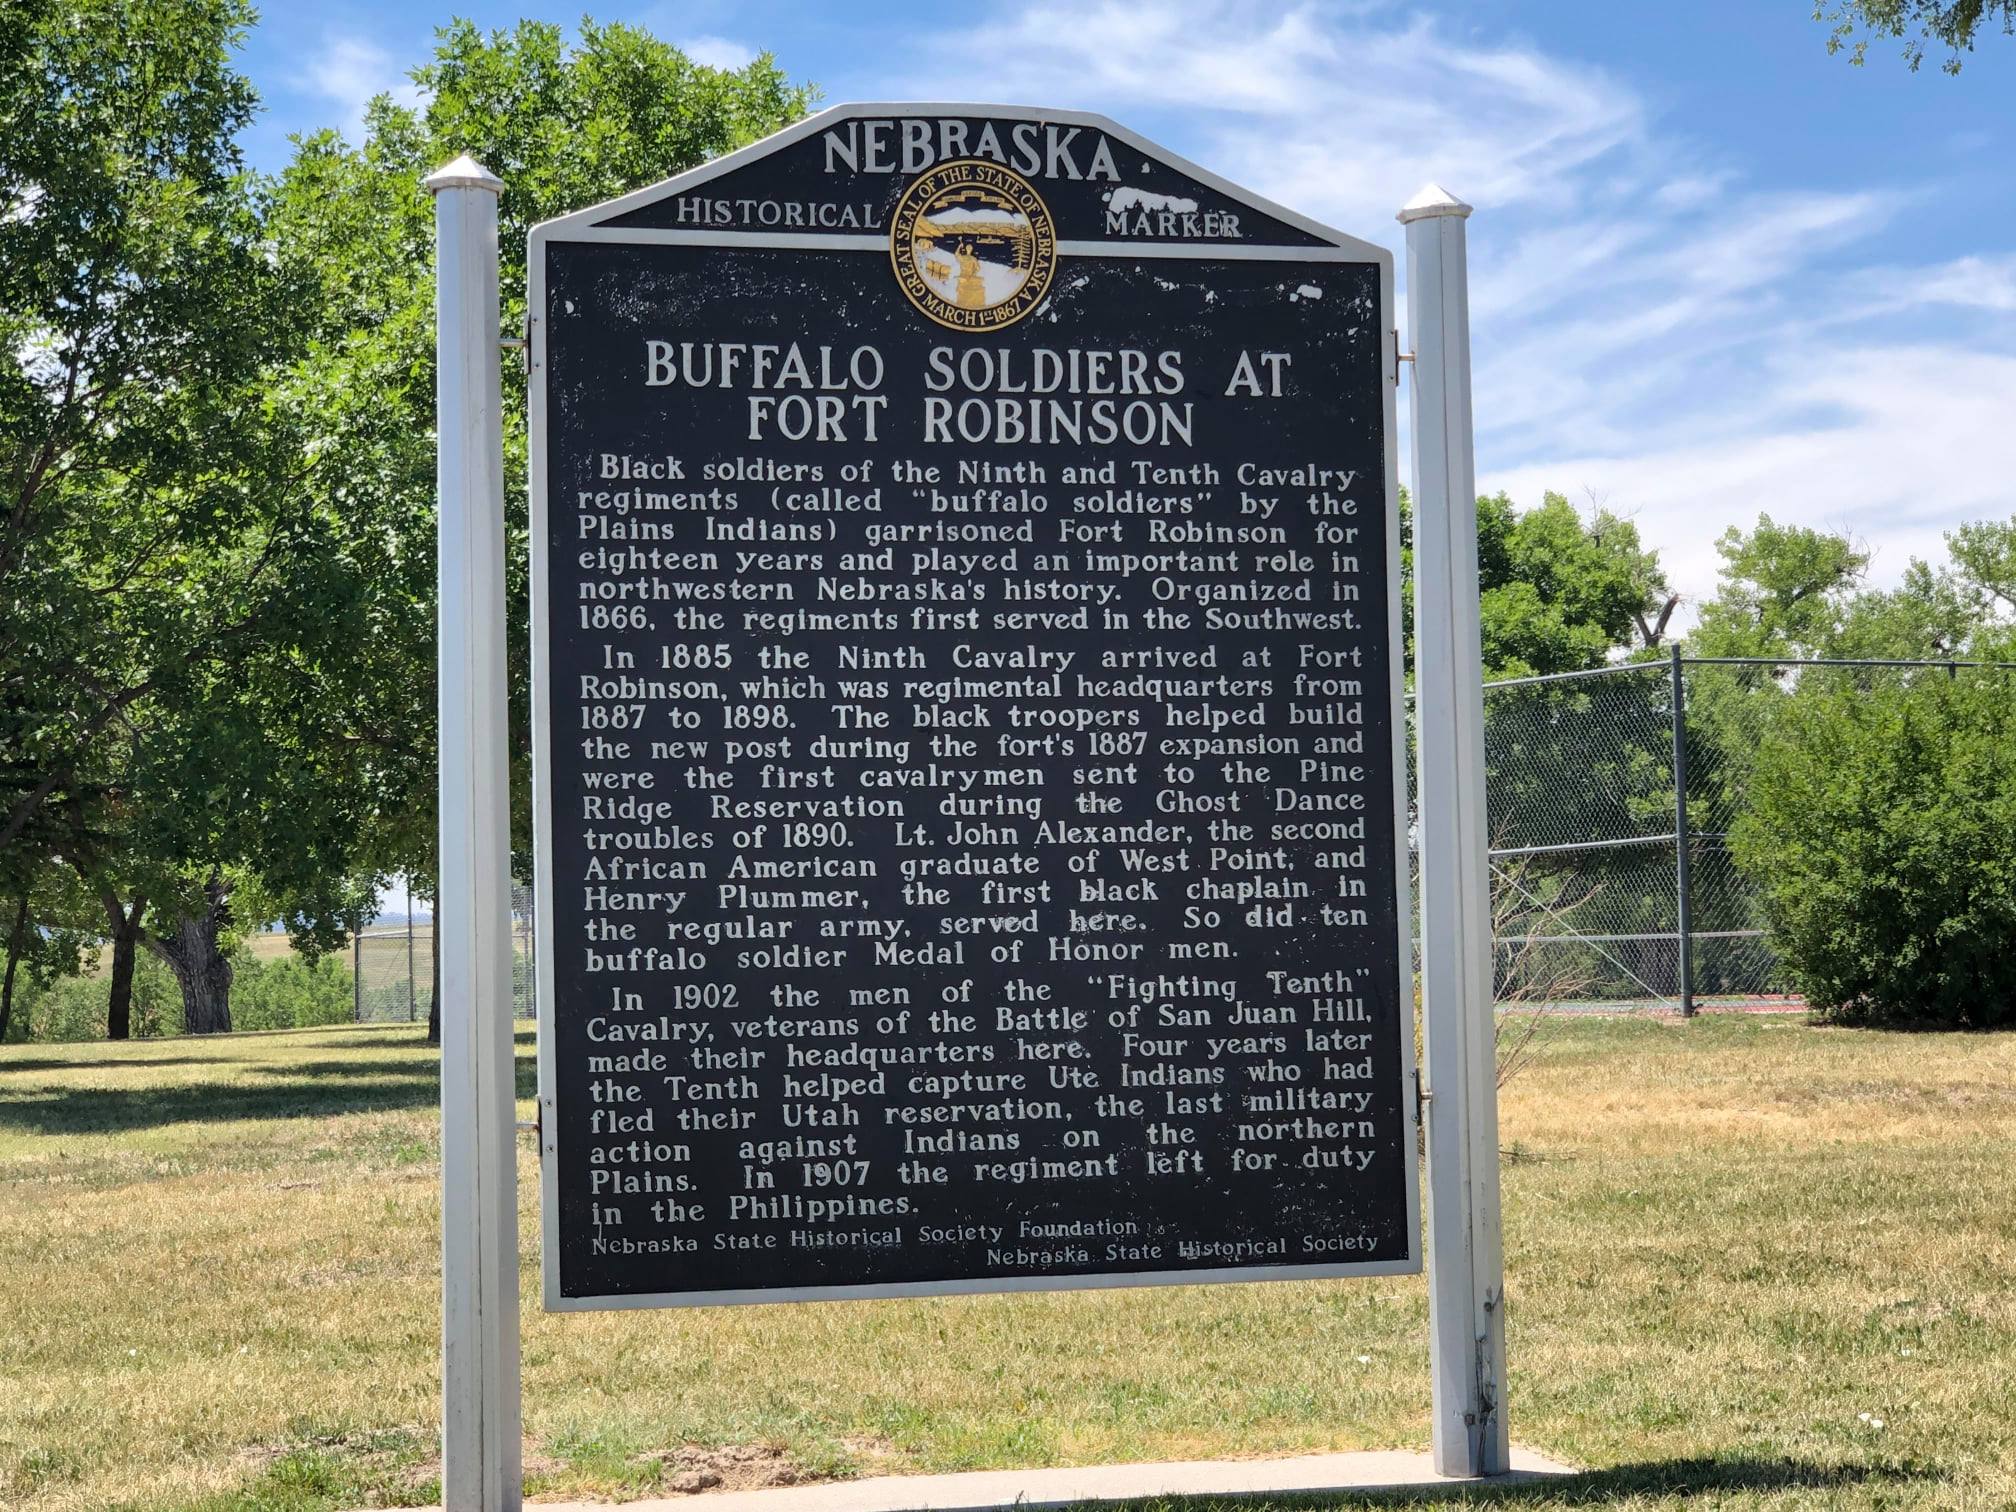 NEBRASKA
HISTORICAL MARKER
GREAT SEAL OF THE STATE OF NEBRASKA
MARCH 1ST 1867
BUFFALO SOLDIERS AT
FORT ROBINSON
Black soldiers of the Ninth and Tenth Cavalry
regiments (called "buffalo soldiers" by the
Plains Indians) garrisoned Fort Robinson for
eighteen years and played an important role in
northwestern Nebraska's history. Organized in
1866, the regiments first served in the Southwest.
In 1885 the Ninth Cavalry arrived at Fort
Robinson, which was regimental headquarters from
1887 to 1898. The black troopers helped build
the new post during the fort's 1887 expansion and
were the first cavalrymen sent to the Pine
Ridge Reservation during the Ghost Dance
troubles of 1890. Lt. John Alexander, the second
African American graduate of West Point, and
Henry Plummer, the first black chaplain in
the regular army, served here. So did ten
buffalo soldier Medal of Honor men.
In 1902 the men of the "Fighting Tenth"
Cavalry, veterans of the Battle of San Juan Hill,
made their headquarters here. Four years later
the Tenth helped capture Ute Indians who had
fled their Utah reservation, the last military
action against Indians on the northern
Plains. In 1907 the regiment left for duty
in the Philippines.
Nebraska State Historical Society Foundation
Nebraska State Historical Society